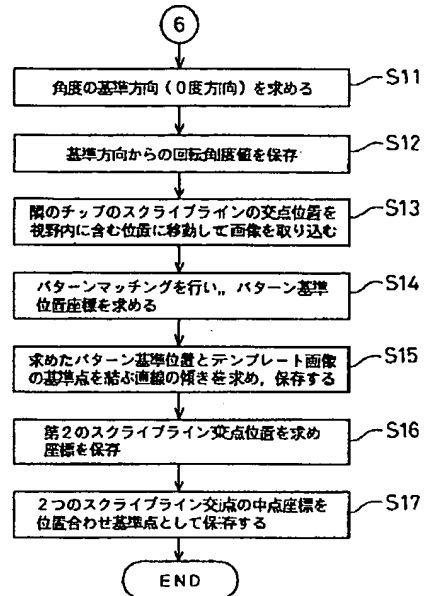 6
角度の基準方向(0度方向)を求める
S11
基準方向からの回転角度値を保存
S12
隣のチップのスクライブラインの交点位置を
視野内に含む位置に移動して画像を取り込む
S13
パターンマッチングを行い,パターン基準
位置座標を求める
S14
求めたパターン基準位置とテンプレート画像
の基準点を結ぶ直線の傾きを求め,保存する
S15
第2のスクライブライン交点位置を求め
座標を保存
S16
2つのスクライブライン交点の中点座標を
位置合わせ基準点として保存する
S17
END